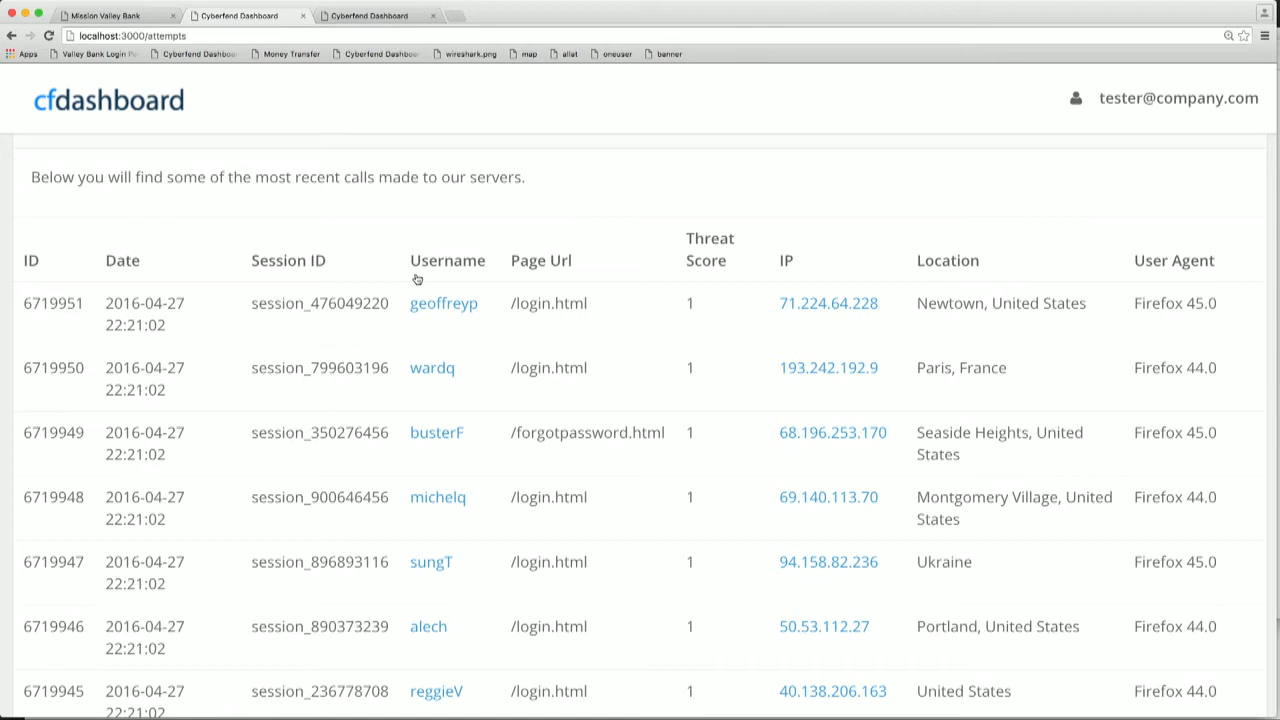 Mission Valley Bank
Cyberfend Dashboard
Cyberfend Dashboard
localhost:3000/attempts
Apps
Valley Bank Login
Cyberfend Dashbo
Money Transfer
Cyberfend Dashbo
wireshark.png
map
allat
oneuser
banner
cfdashboard
tester@company.com
Below you will find some of the most recent calls made to our servers.
ID Date Session ID Username Page Url Threat Score IP Location User Agent
6719951 2016-04-27 22:21:02 session_476049220 geoffreyp /login.html 1 71.224.64.228 Newtown, United States Firefox 45.0
6719950 2016-04-27 22:21:02 session_799603196 wardq /login.html 1 193.242.192.9 Paris, France Firefox 44.0
6719949 2016-04-27 22:21:02 session_350276456 busterF /forgotpassword.html 1 68.196.253.170 Seaside Heights, United States Firefox 45.0
6719948 2016-04-27 22:21:02 session_900646456 michelq /login.html 1 69.140.113.70 Montgomery Village, United States Firefox 44.0
6719947 2016-04-27 22:21:02 session_896893116 sungT /login.html 1 94.158.82.236 Ukraine Firefox 45.0
6719946 2016-04-27 22:21:02 session_890373239 alech /login.html 1 50.53.112.27 Portland, United States Firefox 44.0
6719945 2016-04-27 22:21:02 session_236778708 reggieV /login.html 1 40.138.206.163 United States Firefox 44.0